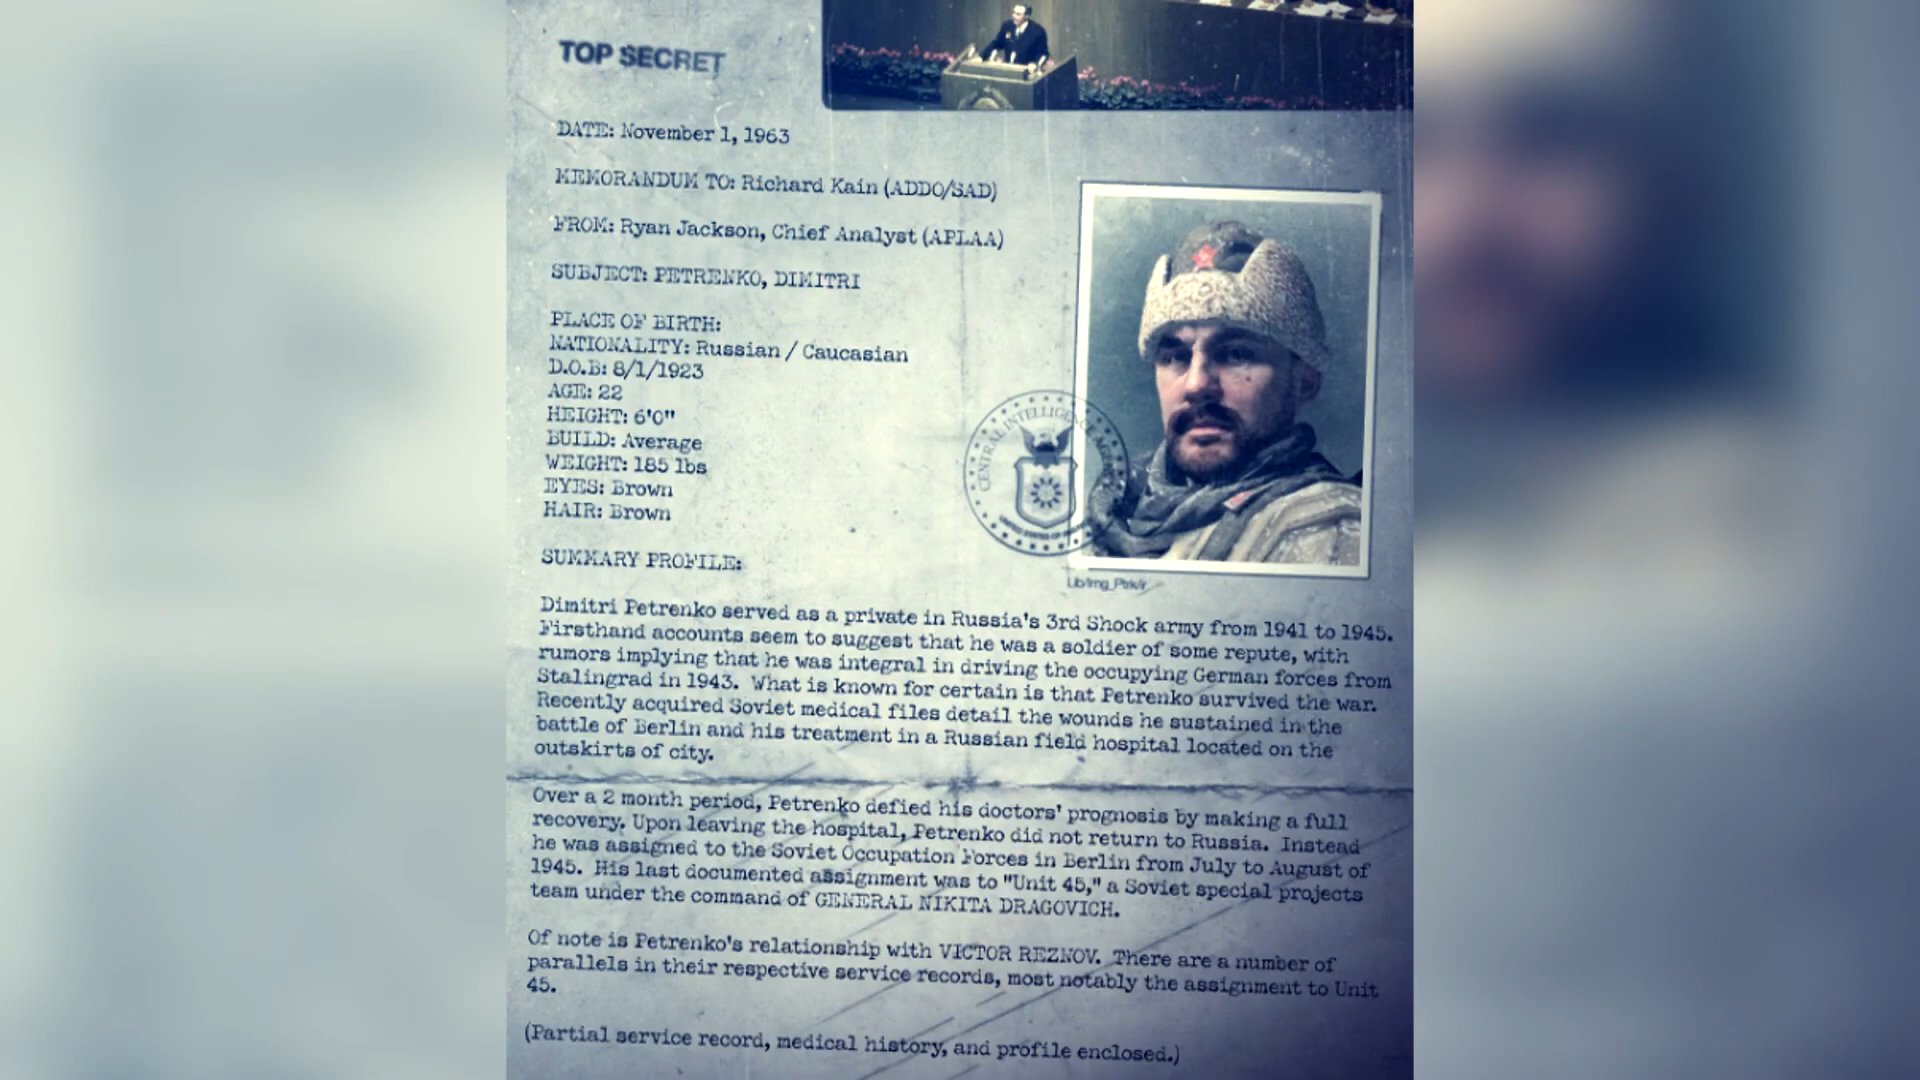 TOP SECRET
DATE: November 1, 1963
MEMORANDUM TO: Richard Kain (ADDO/SAD)
FROM: Ryan Jackson, Chief Analyst (APLAA)
SUBJECT: PETRENKO, DIMITRI
PLACE OF BIRTH:
NATIONALITY: Russian / Caucasian
D.O.B: 8/1/1923
AGE: 22
HEIGHT: 6'0"
BUILD: Average
WEIGHT: 185 lbs
EYES: Brown
HAIR: Brown
CENTRAL INTELLIGENCE AGENCY
SUMMARY PROFILE:
Dimitri Petrenko served as a private in Russia's 3rd Shock army from 1941 to 1945.
Firsthand accounts seem to suggest that he was a soldier of some repute, with
rumors implying that he was integral in driving the occupying German forces from
Stalingrad in 1943. What is known for certain is that Petrenko survived the war.
Recently acquired Soviet medical files detail the wounds he sustained in the
battle of Berlin and his treatment in a Russian field hospital located on the
outskirts of city.
Over a 2 month period, Petrenko defied his doctors' prognosis by making a full
recovery. Upon leaving the hospital, Petrenko did not return to Russia. Instead
he was assigned to the Soviet Occupation Forces in Berlin from July to August of
1945. His last documented assignment was to "Unit 45," a Soviet special projects
team under the command of GENERAL NIKITA DRAGOVICH.
Of note is Petrenko's relationship with VICTOR REZNOV. There are a number of
parallels in their respective service records, most notably the assignment to Unit
45.
(Partial service record, medical history, and profile enclosed.)